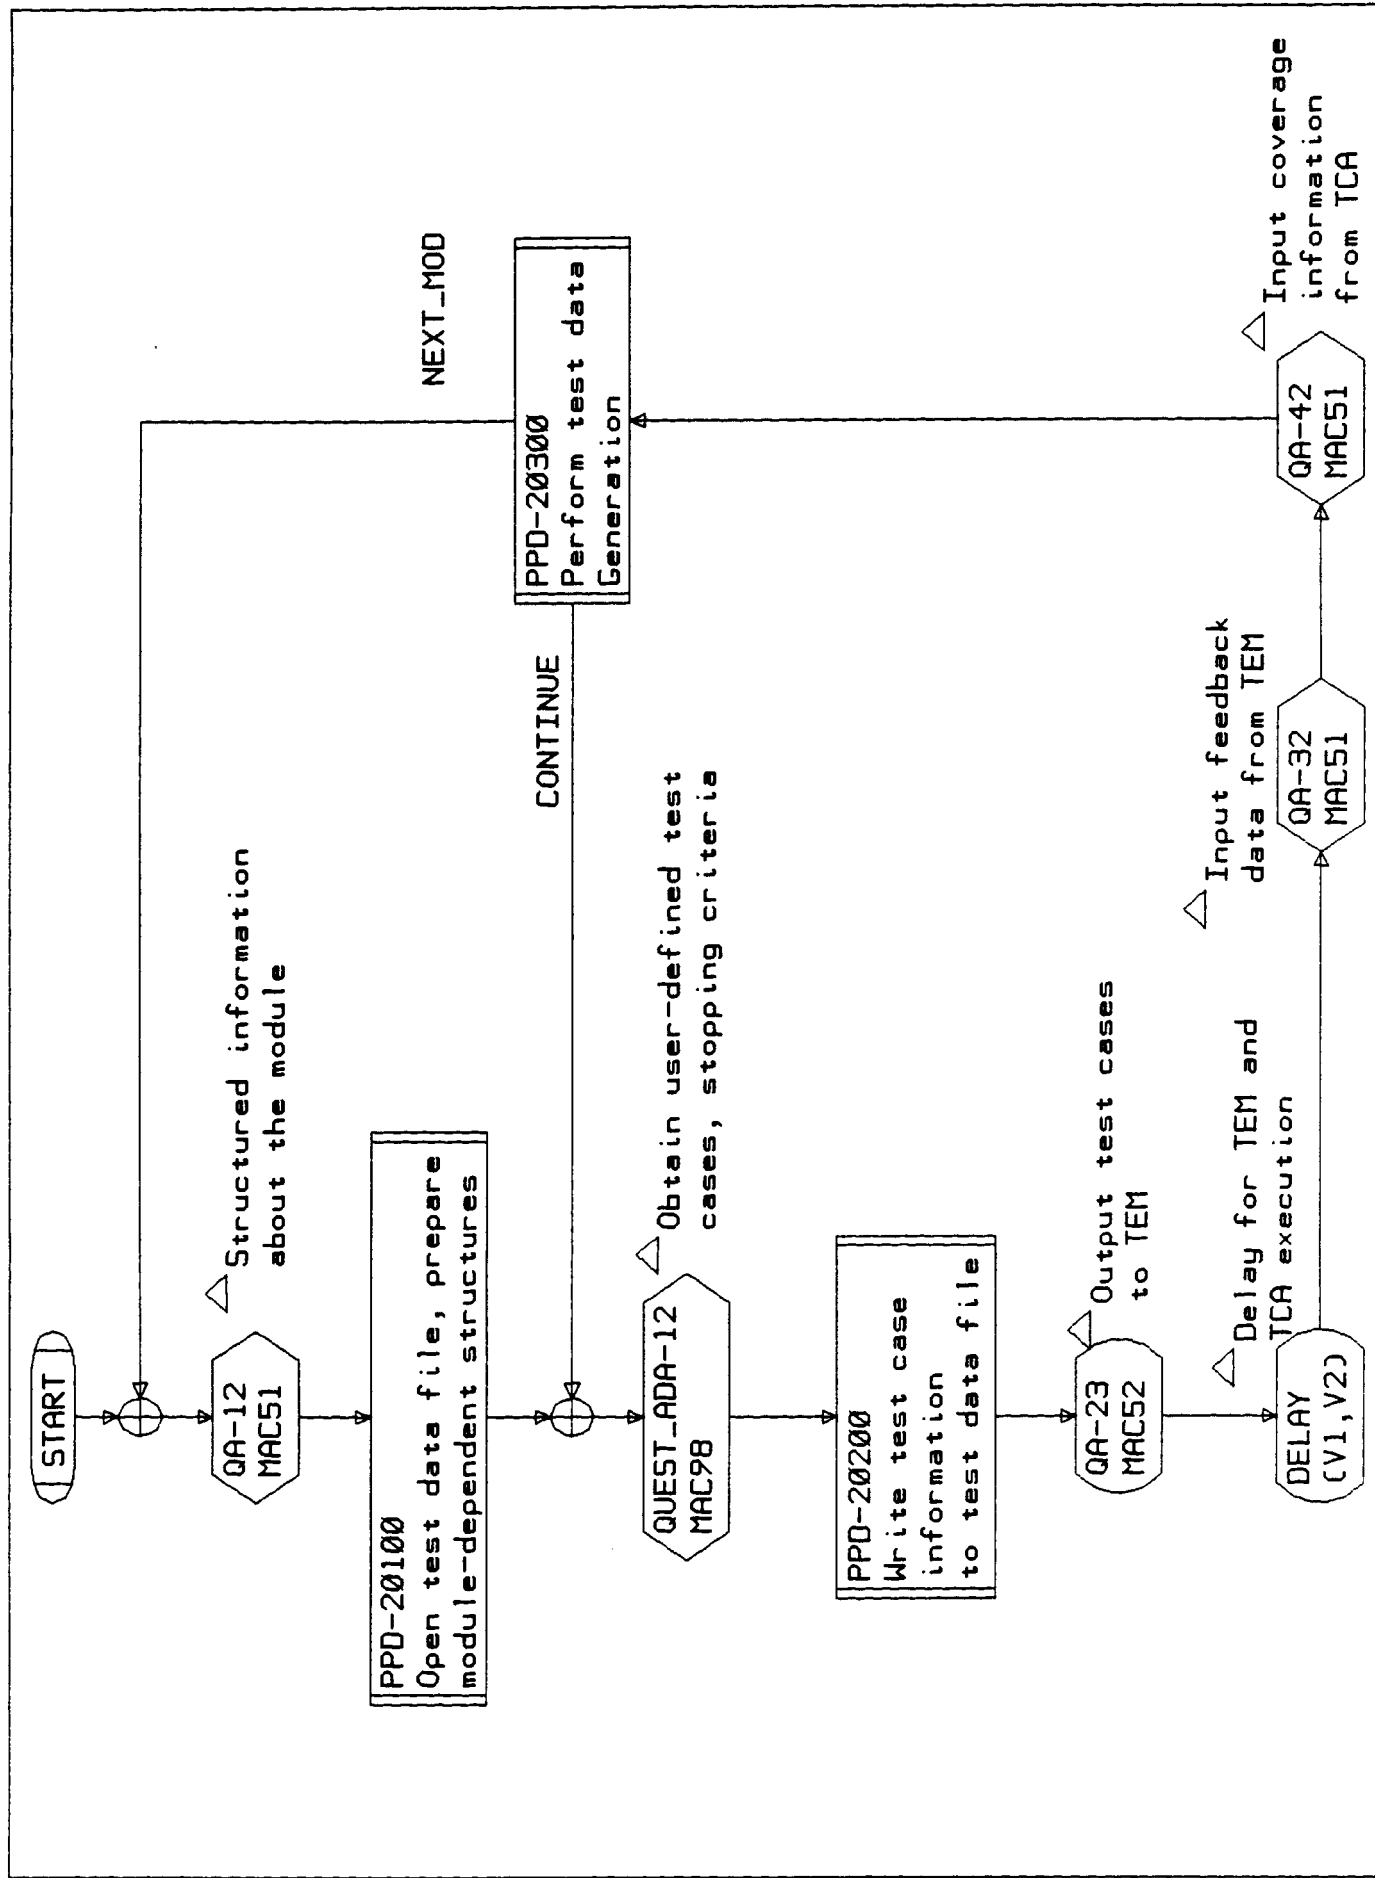 START
QA-12
MAC51
Structured information
about the module
PPD-20100
Open test data file, prepare
module-dependent structures
QUEST_ADA-12
MAC98
Obtain user-defined test
cases, stopping criteria
PPD-20200
Write test case
information
to test data file
QA-23
MAC52
Output test cases
to TEM
DELAY
(V1,V2)
Delay for TEM and
TCA execution
QA-32
MAC51
Input feedback
data from TEM
QA-42
MAC51
Input coverage
information
from TCA
PPD-20300
Perform test data
Generation
CONTINUE
NEXT_MOD